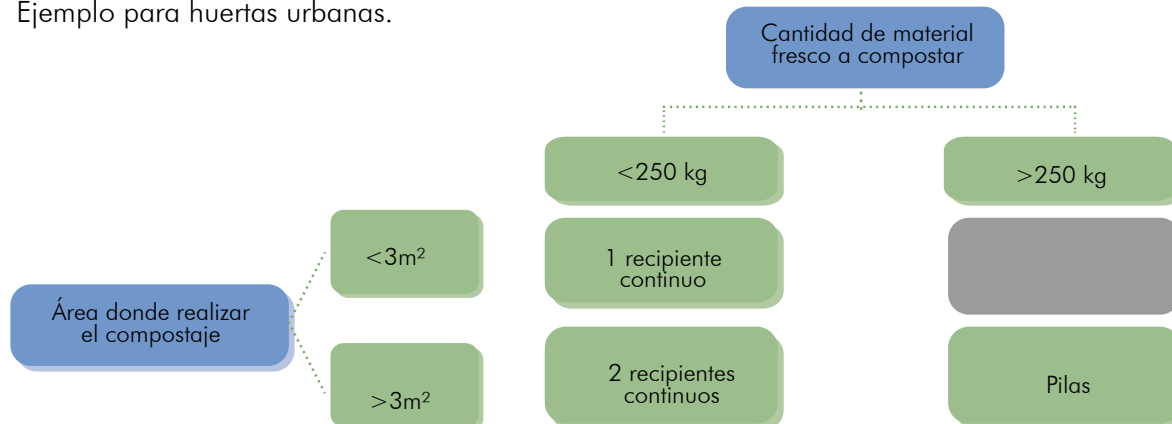 Ejemplo para huertas urbanas.
Cantidad de material
fresco a compostar
<250 kg
>250 kg
<3m²
1 recipiente
continuo
Área donde realizar
el compostaje
>3m²
2 recipientes
continuos
Pilas